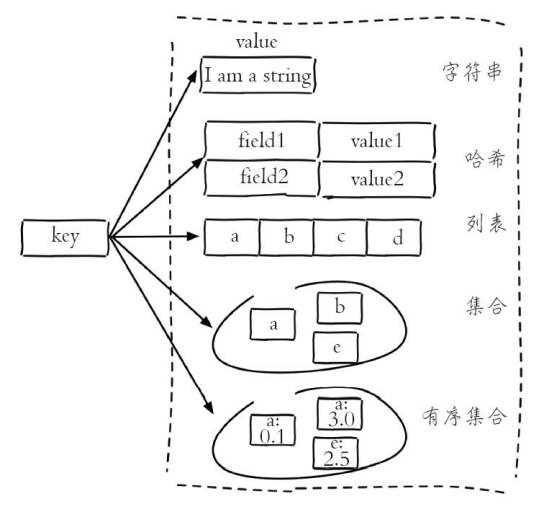 value
I am a string
字符串
field1 value1
哈希
field2 value2
列表
key
a b c d
集合
b
a
e
有序集合
a:
3.0
a:
0.1
e:
2.5